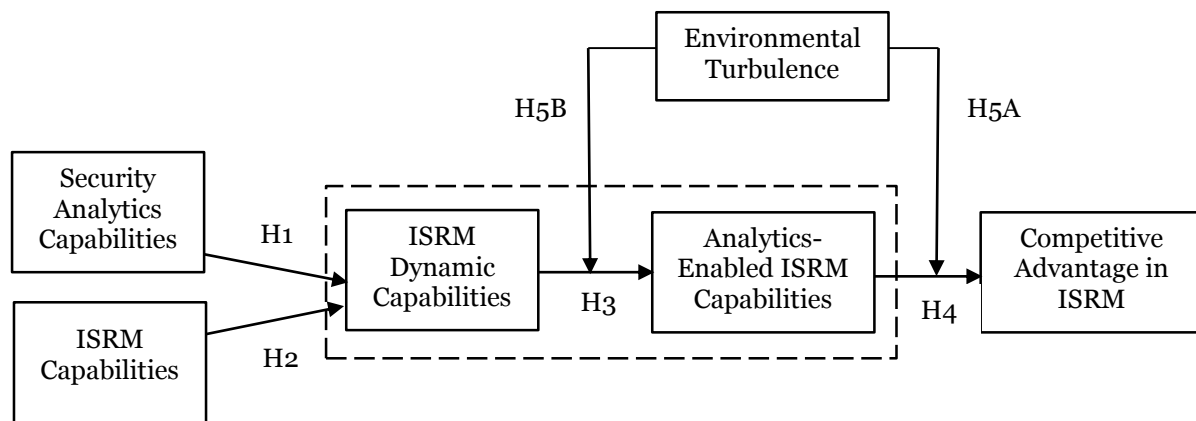 Environmental
Turbulence
H5B
H5A
Security
Analytics
Capabilities
H1
ISRM
Dynamic
Capabilities
H3
Analytics-
Enabled ISRM
Capabilities
H4
Competitive
Advantage in
ISRM
ISRM
Capabilities
H2